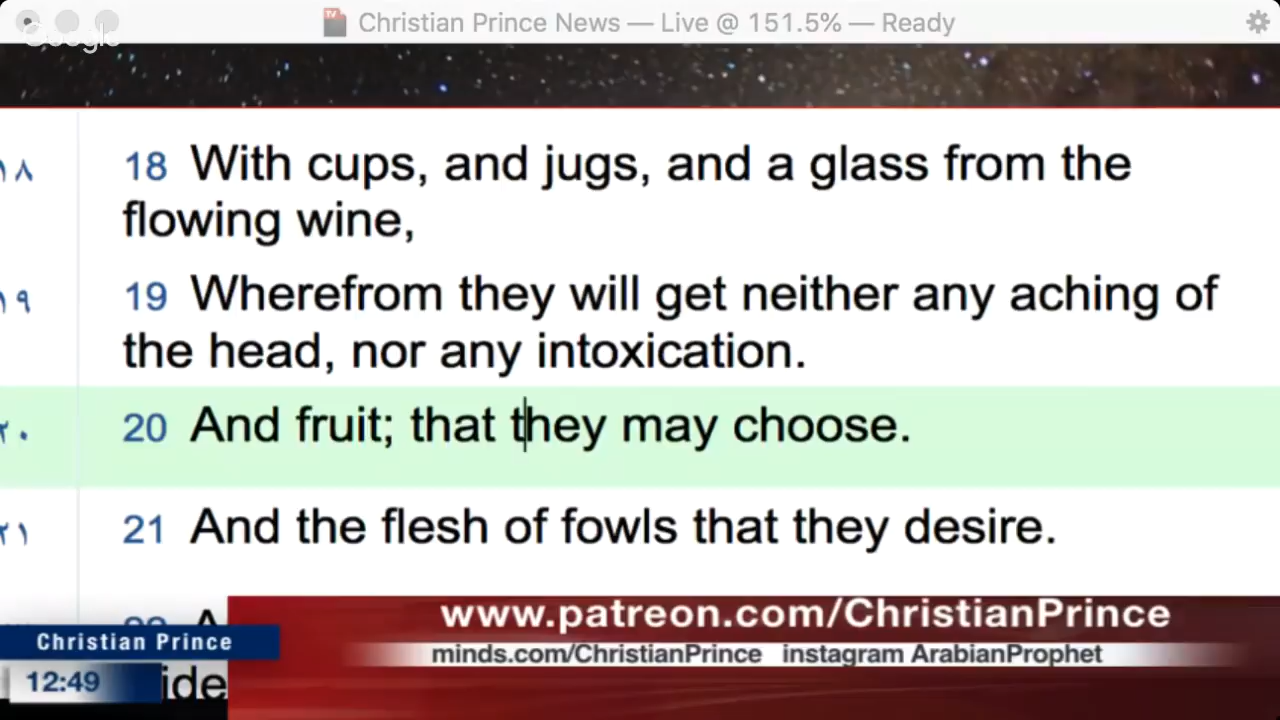 Christian Prince News — Live @ 151.5% — Ready
Google
١٨
18 With cups, and jugs, and a glass from the
flowing wine,
١٩
19 Wherefrom they will get neither any aching of
the head, nor any intoxication.
٢٠
20 And fruit; that they may choose.
٢١
21 And the flesh of fowls that they desire.
www.patreon.com/ChristianPrince
Christian Prince
minds.com/ChristianPrince instagram ArabianProphet
12:49